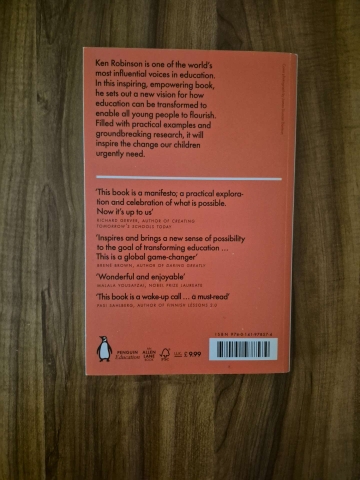 Ken Robinson is one of the world's
most influential voices in education.
In this inspiring, empowering book,
he sets out a new vision for how
education can be transformed to
enable all young people to flourish.
Filled with practical examples and
groundbreaking research, it will
inspire the change our children
urgently need.
'This book is a manifesto; a practical explora-
tion and celebration of what is possible.
Now it's up to us'
RICHARD GERVER, AUTHOR OF CREATING
TOMORROW'S SCHOOLS TODAY
'Inspires and brings a new sense of possibility
to the goal of transforming education ...
This is a global game-changer'
BRENÉ BROWN, AUTHOR OF DARING GREATLY
'Wonderful and enjoyable'
MALALA YOUSAFZAI, NOBEL PRIZE LAUREATE
'This book is a wake-up call ... a must-read'
PASI SAHLBERG, AUTHOR OF FINNISH LESSONS 2.0
ISBN
PENGUIN
Education
ALLEN
LANE
FSC
£9.99